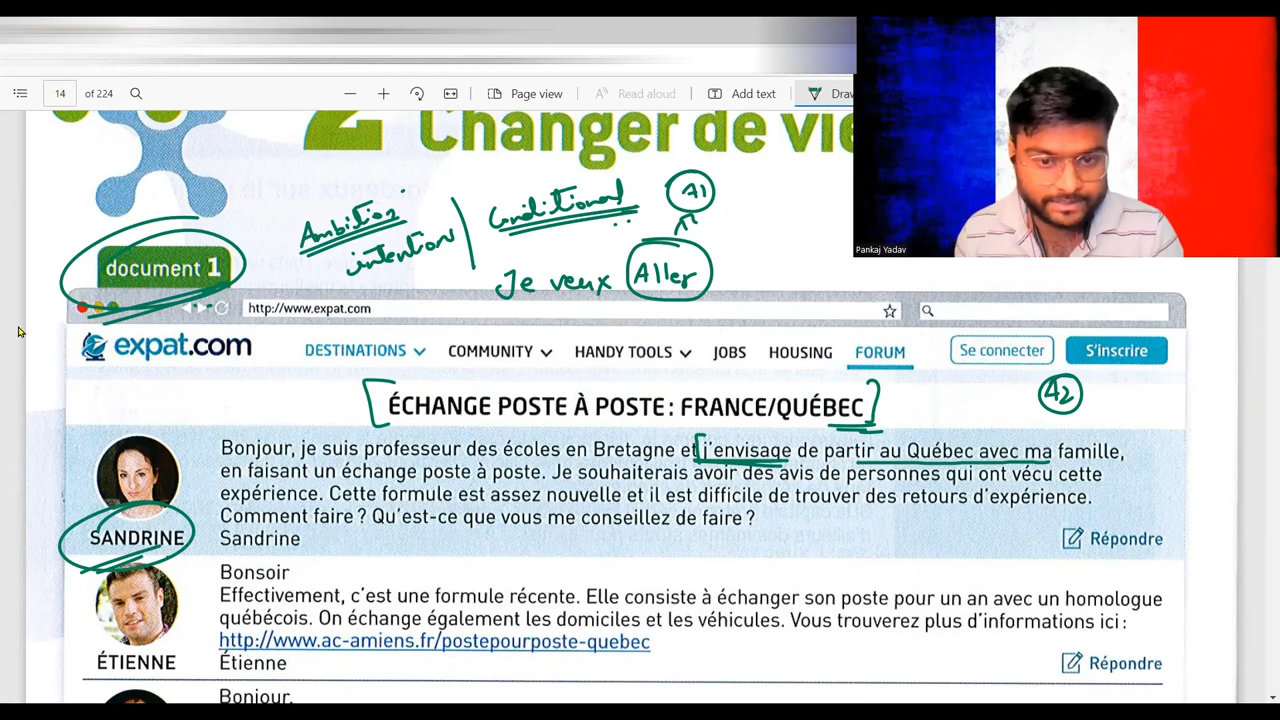 14 of 224 Page view Read aloud Add text Draw
2 Changer de vie
Pankaj Yadav
Ambition
intention
Conditional
A1
Je veux Aller
document 1
http://www.expat.com
expat.com DESTINATIONS COMMUNITY HANDY TOOLS JOBS HOUSING FORUM Se connecter S'inscrire
A2
ÉCHANGE POSTE À POSTE : FRANCE/QUÉBEC
Bonjour, je suis professeur des écoles en Bretagne et j'envisage de partir au Québec avec ma famille,
en faisant un échange poste à poste. Je souhaiterais avoir des avis de personnes qui ont vécu cette
expérience. Cette formule est assez nouvelle et il est difficile de trouver des retours d'expérience.
Comment faire ? Qu'est-ce que vous me conseillez de faire ?
SANDRINE
Sandrine
Répondre
Bonsoir
Effectivement, c'est une formule récente. Elle consiste à échanger son poste pour un an avec un homologue
québécois. On échange également les domiciles et les véhicules. Vous trouverez plus d'informations ici :
http://www.ac-amiens.fr/postepourposte-quebec
ÉTIENNE
Étienne
Répondre
Bonjour,